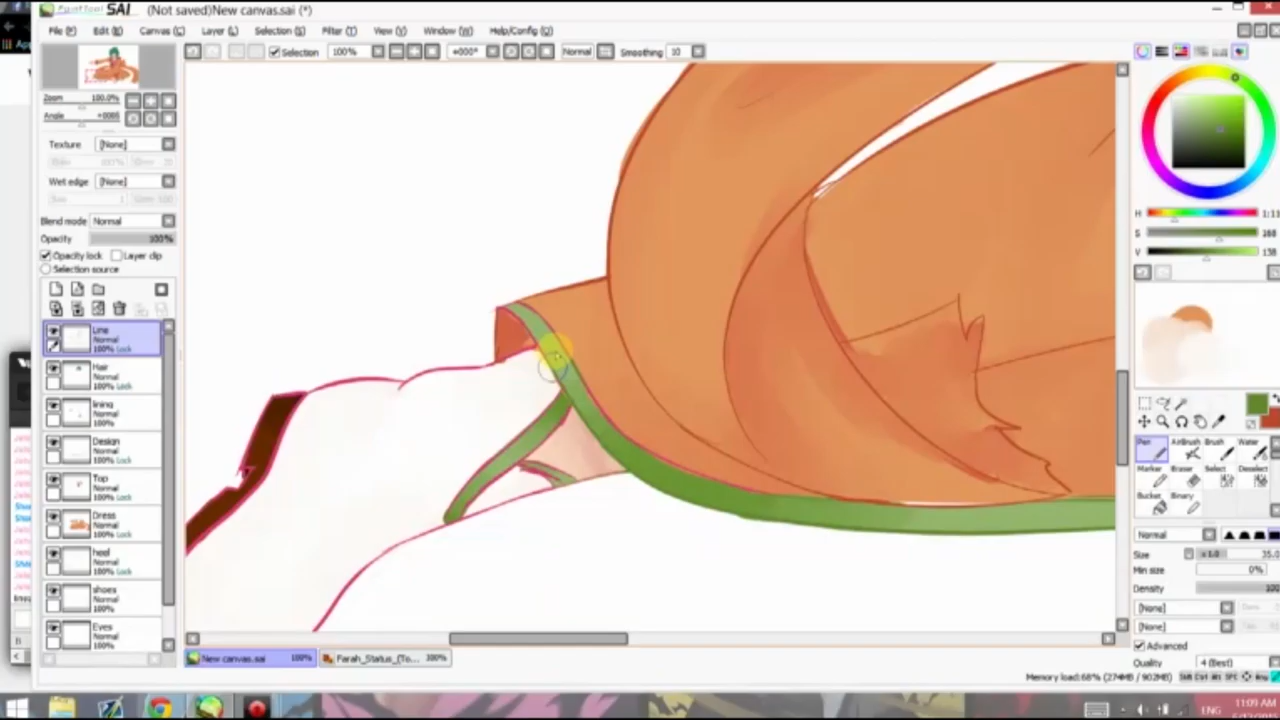 SAI (Not saved)New canvas.sai (*)
File (F) Edit (E) Canvas (C) Layer (L) Selection (S) Filter (T) View (V) Window (W) Help/Config (O)
Selection 100% +000° Normal Smoothing 10
Zoom 100.0%
Angle +000θ
Texture [None]
Wet edge [None]
Blend mode Normal
Opacity 100%
Opacity lock Layer clip
Selection source
Line
Normal
100% Lock
Hair
Normal
100% Lock
lining
Normal
100%
Design
Normal
100% Lock
Top
Normal
100% Lock
Dress
Normal
100% Lock
heel
Normal
100% Lock
shoes
Normal
100%
Eyes
Normal
100%
H
S 168
V 138
Pen AirBrush Brush Water
Marker Eraser Select Deselect
Bucket Binary
Normal
Size x 1.0 35.0
Min size 0%
Density 100
[None]
[None]
Advanced
Quality 4 (Best)
New canvas.sai 100% Farah_Status_(To... 100%
Memory load:68% (274MB / 902MB)
ENG 11:09 AM